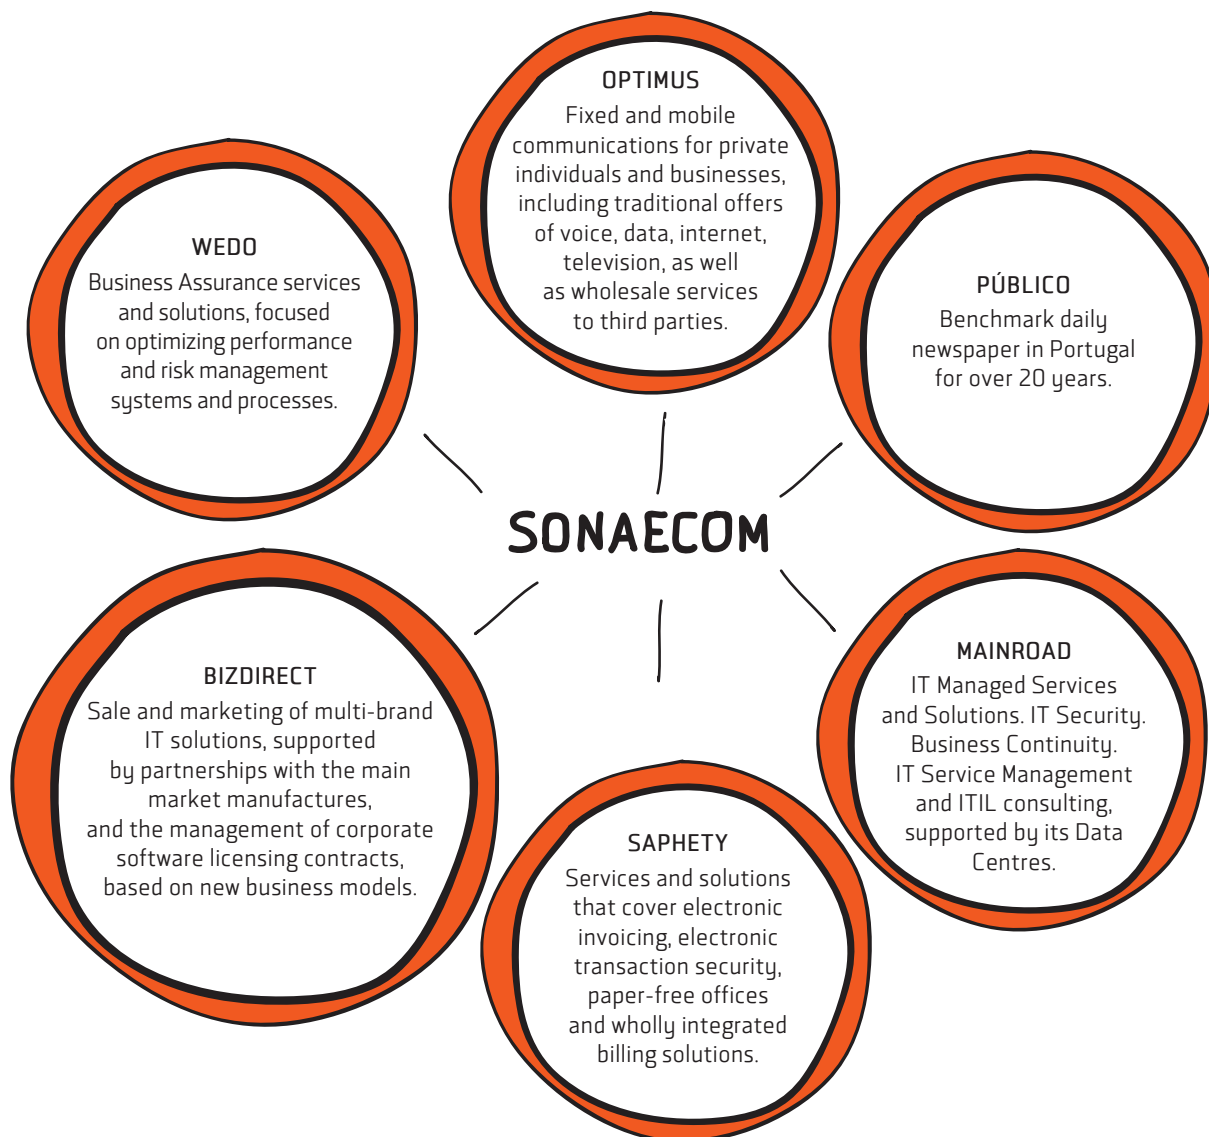 OPTIMUS
Fixed and mobile
communications for private
individuals and businesses,
including traditional offers
of voice, data, internet,
television, as well
as wholesale services
to third parties.
WEDO
Business Assurance services
and solutions, focused
on optimizing performance
and risk management
systems and processes.
PÚBLICO
Benchmark daily
newspaper in Portugal
for over 20 years.
SONAECOM
BIZDIRECT
Sale and marketing of multi-brand
IT solutions, supported
by partnerships with the main
market manufactures,
and the management of corporate
software licensing contracts,
based on new business models.
MAINROAD
IT Managed Services
and Solutions. IT Security.
Business Continuity.
IT Service Management
and ITIL consulting,
supported by its Data
Centres.
SAPHETY
Services and solutions
that cover electronic
invoicing, electronic
transaction security,
paper-free offices
and wholly integrated
billing solutions.